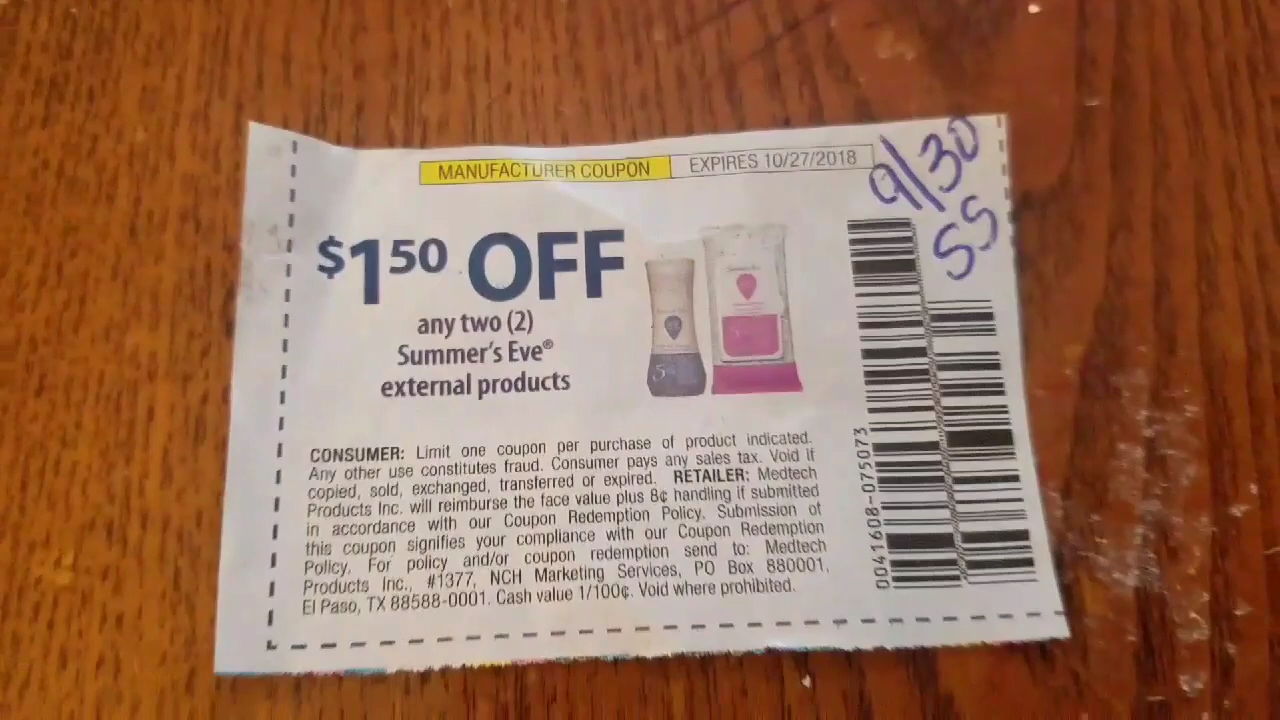 MANUFACTURER COUPON EXPIRES 10/27/2018
9/30
SS
$1.50 OFF
any two (2)
Summer's Eve®
external products
CONSUMER: Limit one coupon per purchase of product indicated.
Any other use constitutes fraud. Consumer pays any sales tax. Void if
copied, sold, exchanged, transferred or expired. RETAILER: Medtech
Products Inc. will reimburse the face value plus 8¢ handling if submitted
in accordance with our Coupon Redemption Policy. Submission of
this coupon signifies your compliance with our Coupon Redemption
Policy. For policy and/or coupon redemption send to: Medtech
Products Inc., #1377, NCH Marketing Services, PO Box 880001,
El Paso, TX 88588-0001. Cash value 1/100¢. Void where prohibited.
0041608-075073